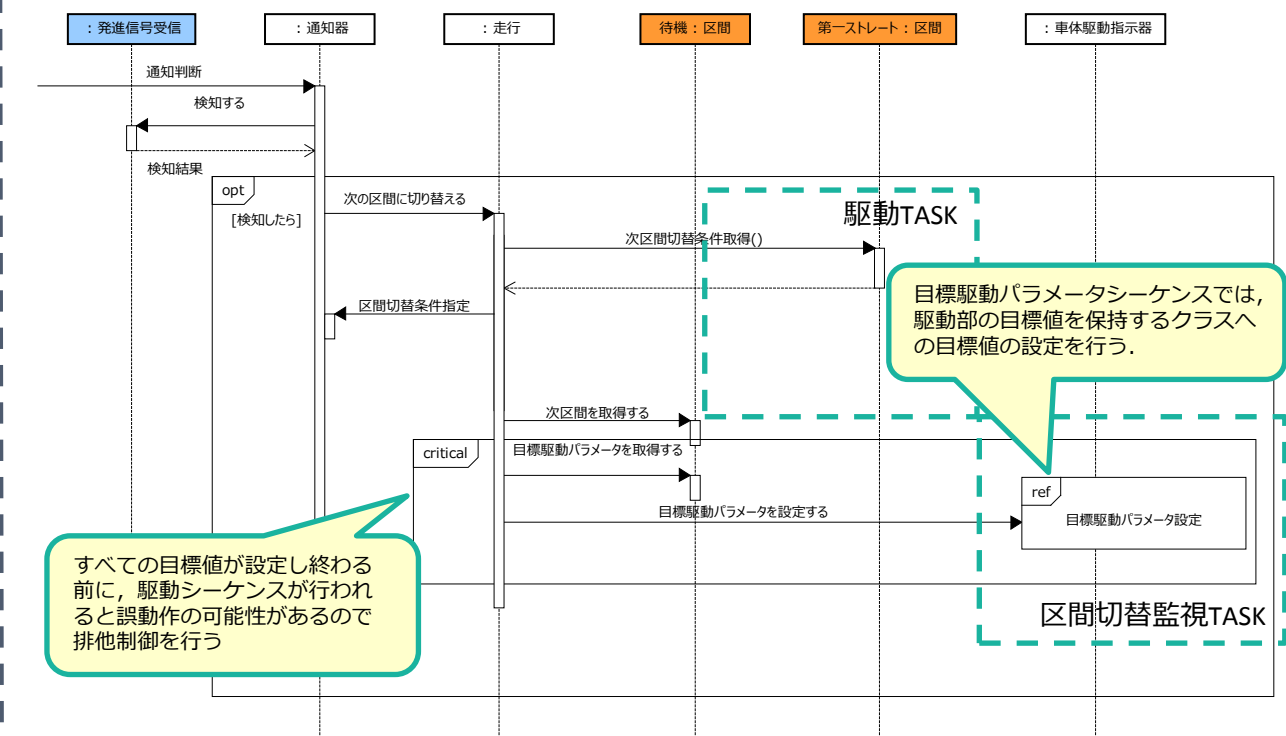 ：発進信号受信
：通知器
：走行
待機：区間
第一ストレート：区間
：車体駆動指示器
通知判断
検知する
検知結果
opt
[検知したら]
次の区間に切り替える
駆動TASK
次区間切替条件取得()
区間切替条件指定
目標駆動パラメータシーケンスでは,
駆動部の目標値を保持するクラスへ
の目標値の設定を行う.
次区間を取得する
critical
目標駆動パラメータを取得する
ref
目標駆動パラメータを設定する
目標駆動パラメータ設定
すべての目標値が設定し終わる
前に，駆動シーケンスが行われ
ると誤動作の可能性があるので
排他制御を行う
区間切替監視TASK